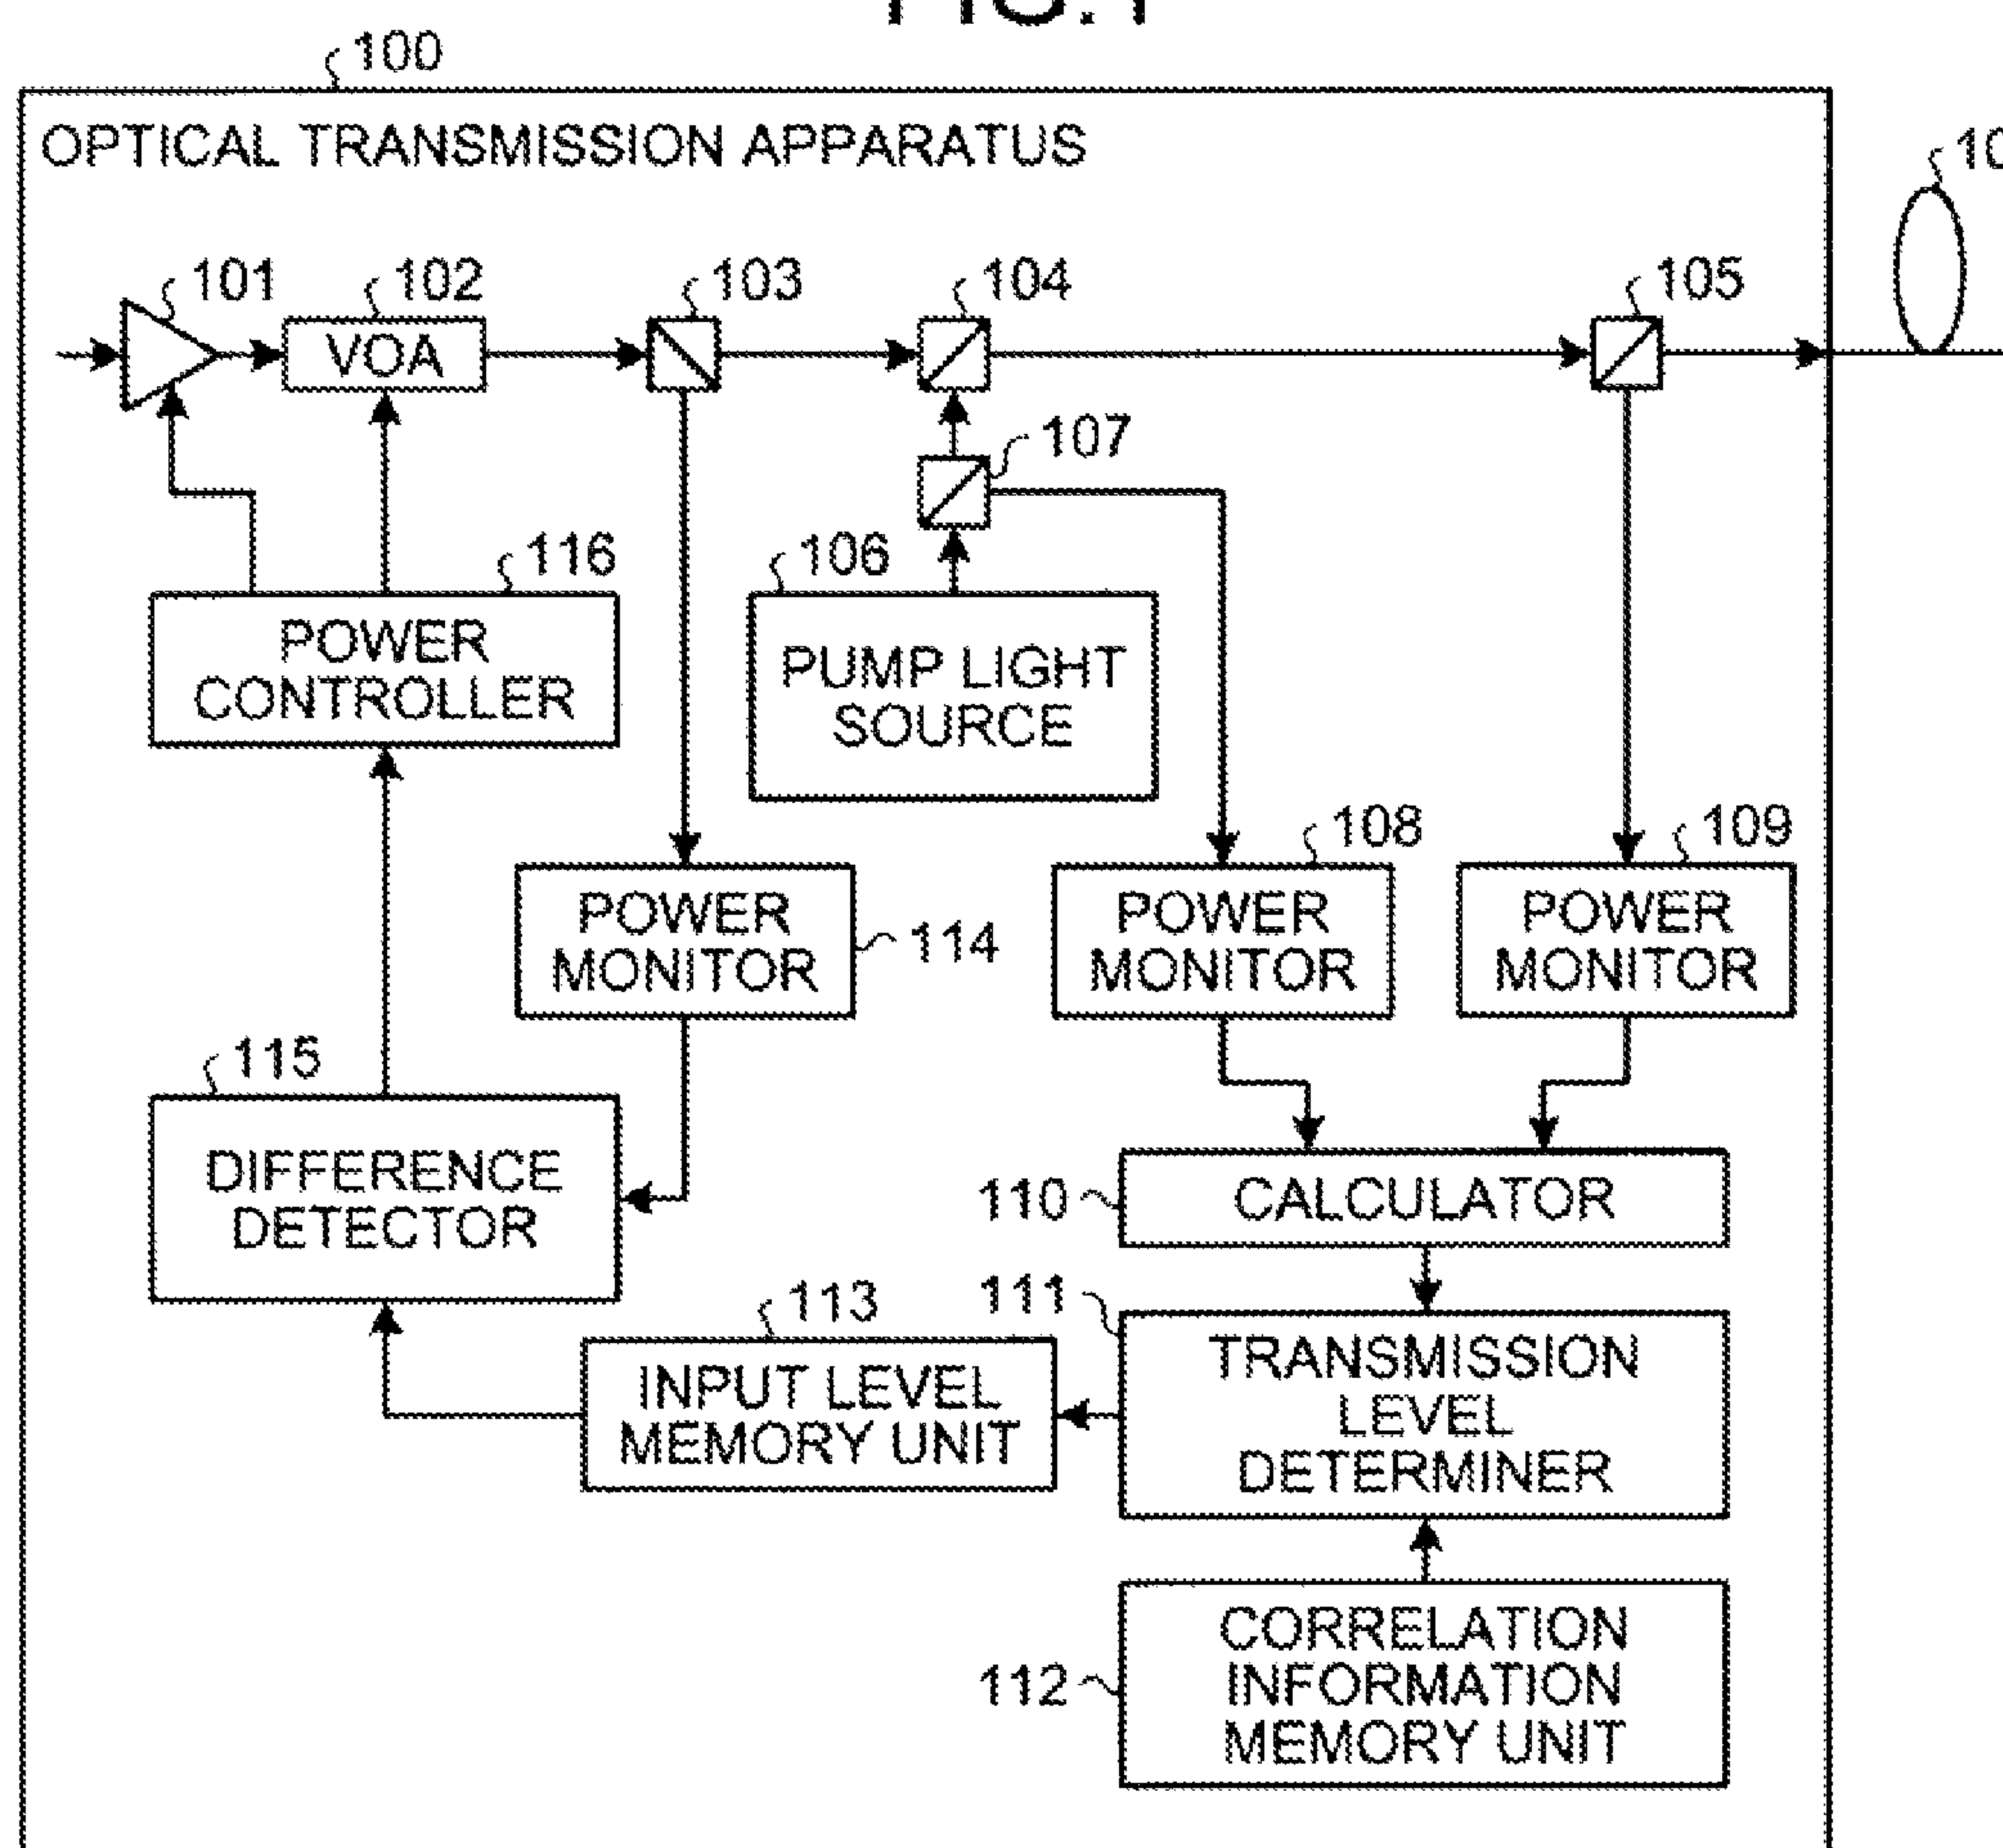 FIG.1
100
OPTICAL TRANSMISSION APPARATUS
101
102
103
104
105
VOA
107
116
106
POWER
CONTROLLER
PUMP LIGHT
SOURCE
108
109
POWER
MONITOR
114
POWER
MONITOR
POWER
MONITOR
115
DIFFERENCE
DETECTOR
110
CALCULATOR
113
111
INPUT LEVEL
MEMORY UNIT
TRANSMISSION
LEVEL
DETERMINER
112
CORRELATION
INFORMATION
MEMORY UNIT